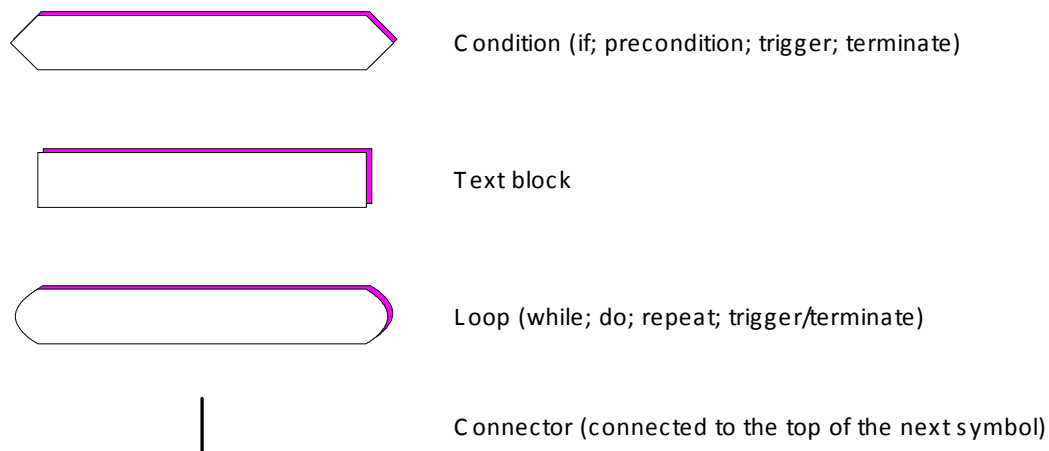 Condition (if; precondition; trigger; terminate)
Text block
Loop (while; do; repeat; trigger/terminate)
Connector (connected to the top of the next symbol)